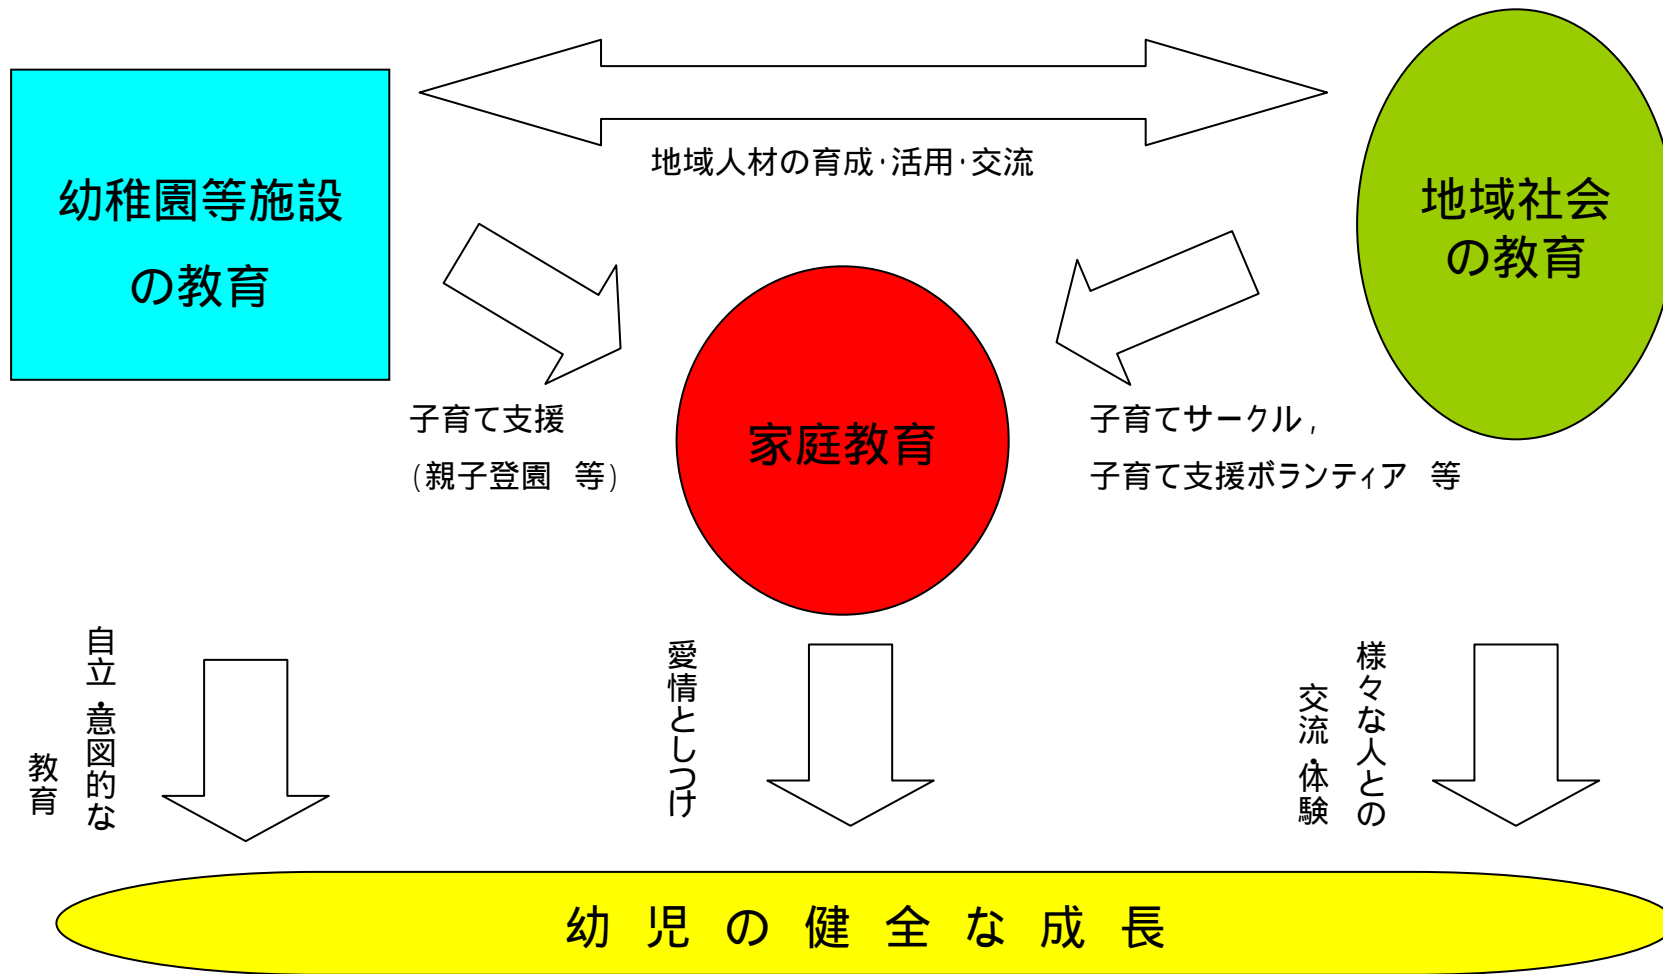 地域人材の育成・活用・交流
幼稚園等施設
の教育
地域社会
の教育
子育て支援
(親子登園 等)
家庭教育
子育てサークル,
子育て支援ボランティア 等
自立・意図的な
教育
愛情としつけ
様々な人との
交流・体験
幼児の健全な成長